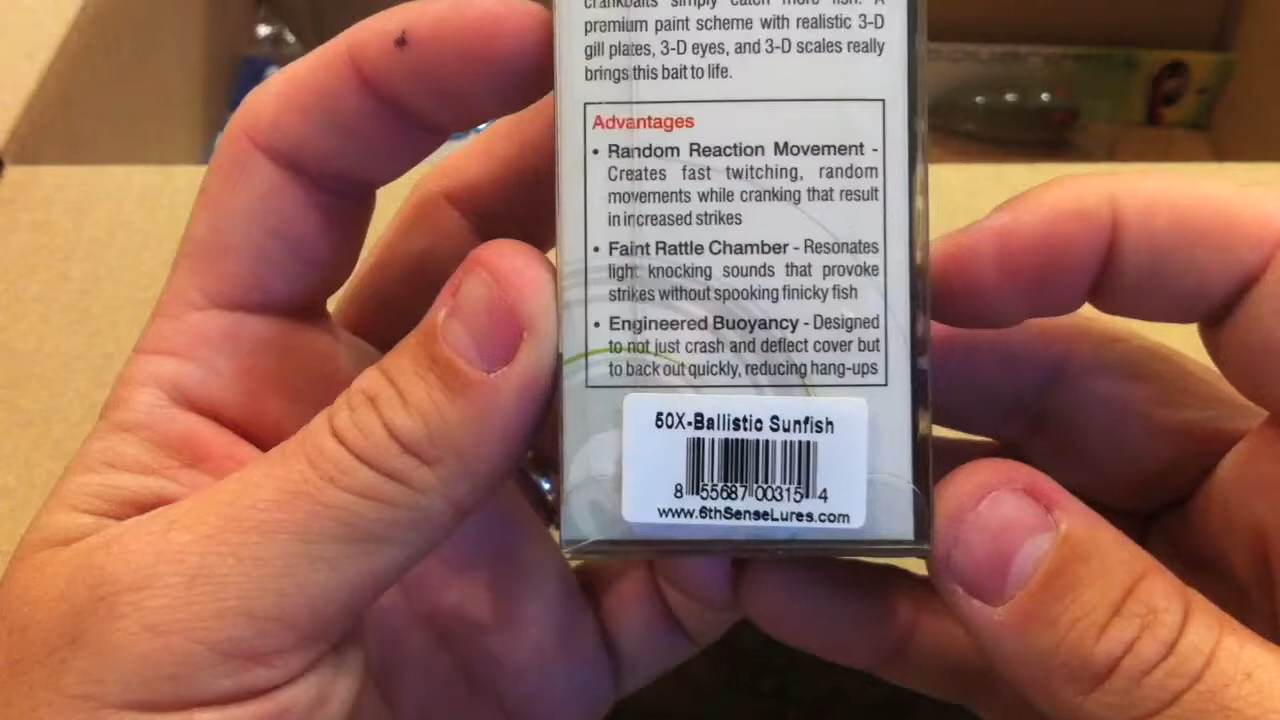 crankbaits simply catch more fish. A
premium paint scheme with realistic 3-D
gill plates, 3-D eyes, and 3-D scales really
brings this bait to life.
Advantages
• Random Reaction Movement -
Creates fast twitching, random
movements while cranking that result
in increased strikes
• Faint Rattle Chamber - Resonates
light knocking sounds that provoke
strikes without spooking finicky fish
• Engineered Buoyancy - Designed
to not just crash and deflect cover but
to back out quickly, reducing hang-ups
50X-Ballistic Sunfish
8 55687 00315 4
www.6thSenseLures.com